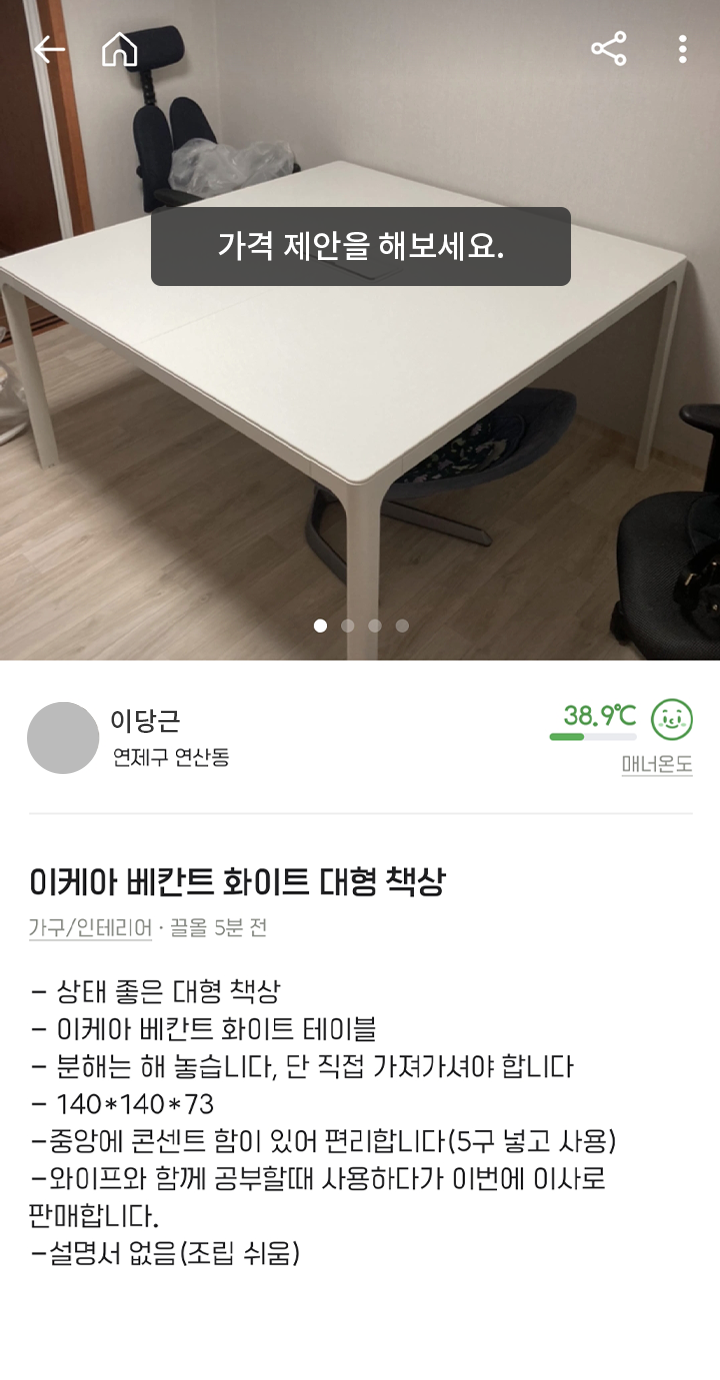 가격 제안을 해보세요.
이당근
38.9℃
연제구 연산동
매너온도
이케아 베칸트 화이트 대형 책상
가구/인테리어 · 끌올 5분 전
- 상태 좋은 대형 책상
- 이케아 베칸트 화이트 테이블
- 분해는 해 놓습니다, 단 직접 가져가셔야 합니다
- 140*140*73
-중앙에 콘센트 함이 있어 편리합니다(5구 넣고 사용)
-와이프와 함께 공부할때 사용하다가 이번에 이사로
판매합니다.
-설명서 없음(조립 쉬움)